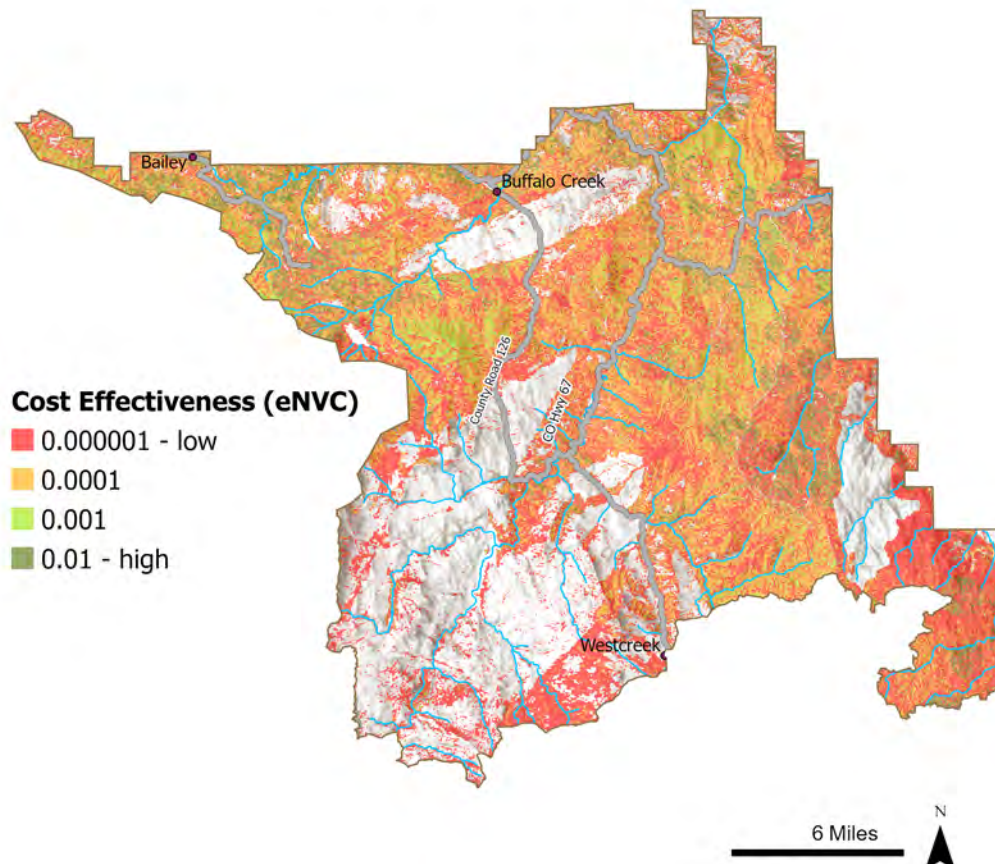 Bailey
Buffalo Creek
County Road 126
CO Hwy 67
Cost Effectiveness (eNVC)
0.000001 - low
0.0001
0.001
0.01 - high
Westcreek
6 Miles
N